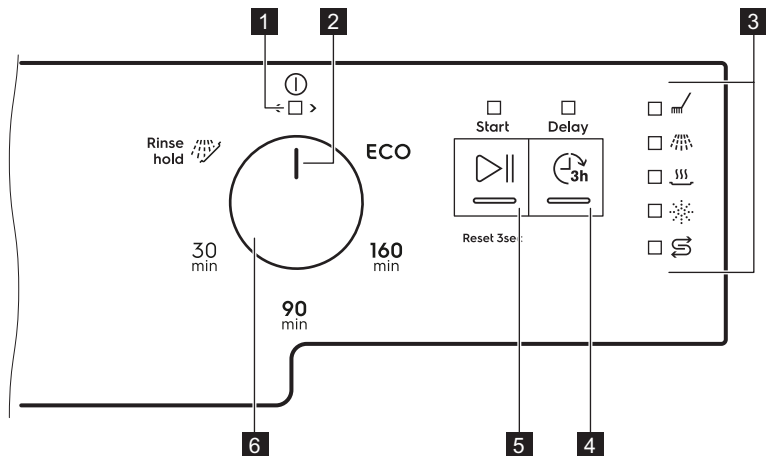 1 2 3
Start Delay
Rinse
hold
ECO
3h
Reset 3sec
30
min
160
min
90
min
6 5 4